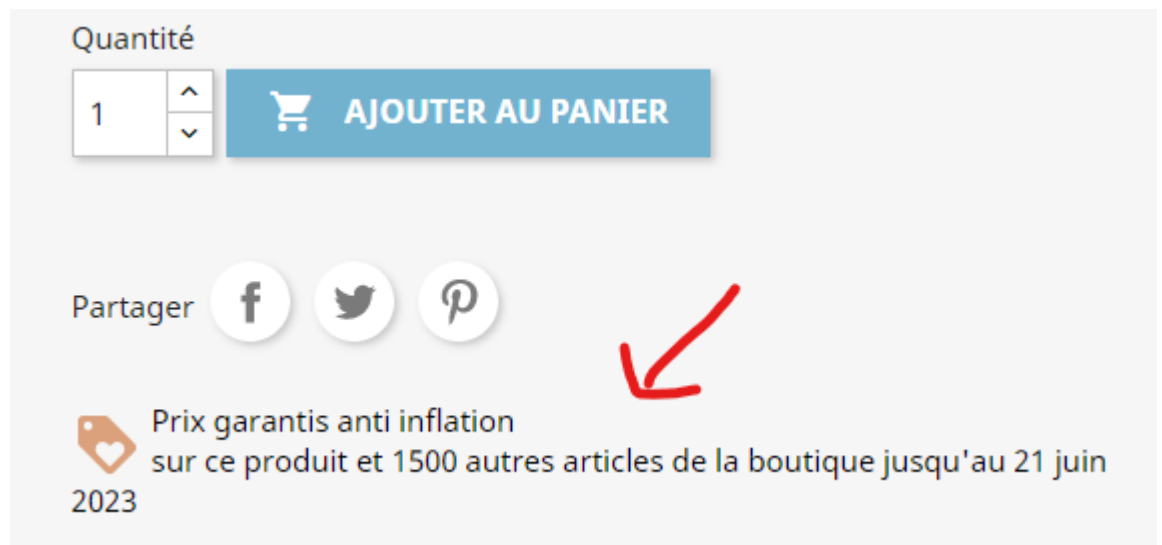 Quantité
1
AJOUTER AU PANIER
Partager
Prix garantis anti inflation
sur ce produit et 1500 autres articles de la boutique jusqu'au 21 juin
2023